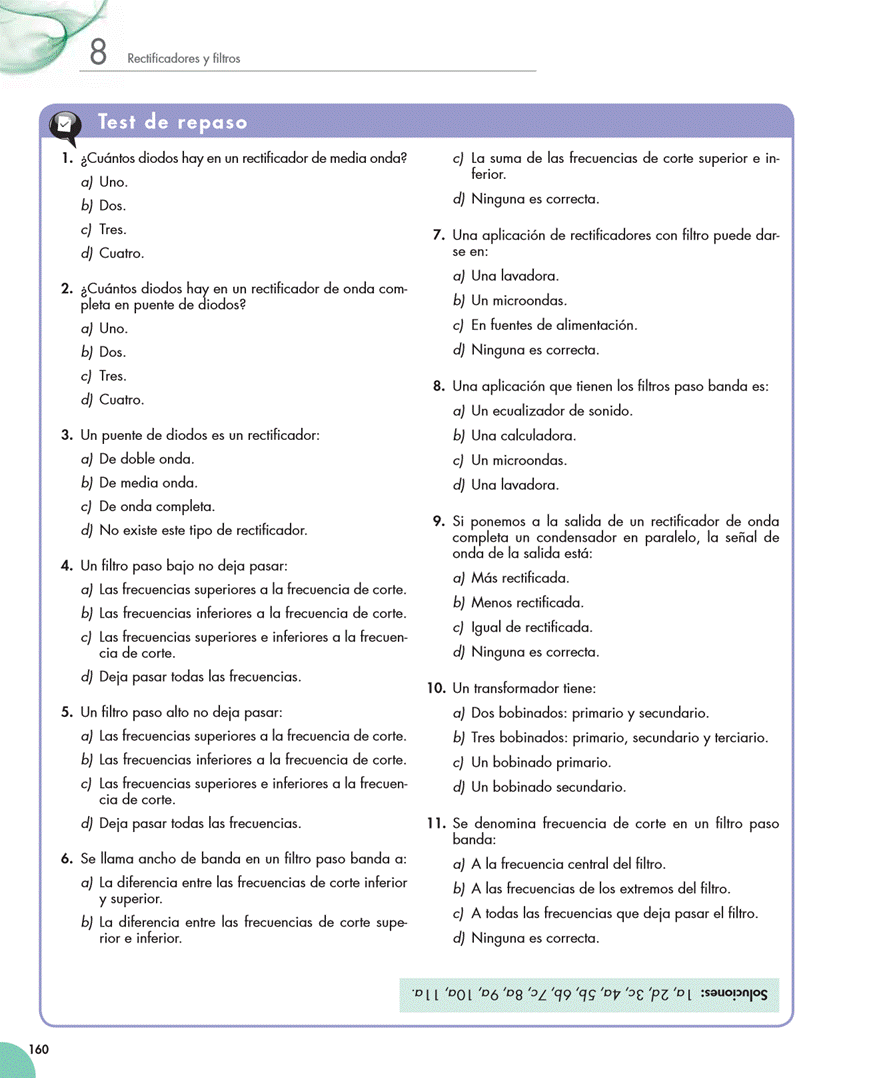 8
Rectificadores y filtros
Test de repaso
1. ¿Cuántos diodos hay en un rectificador de media onda?
a) Uno.
b) Dos.
c) Tres.
d) Cuatro.
2. ¿Cuántos diodos hay en un rectificador de onda com-
pleta en puente de diodos?
a) Uno.
b) Dos.
c) Tres.
d) Cuatro.
3. Un puente de diodos es un rectificador:
a) De doble onda.
b) De media onda.
c) De onda completa.
d) No existe este tipo de rectificador.
4. Un filtro paso bajo no deja pasar:
a) Las frecuencias superiores a la frecuencia de corte.
b) Las frecuencias inferiores a la frecuencia de corte.
c) Las frecuencias superiores e inferiores a la frecuen-
cia de corte.
d) Deja pasar todas las frecuencias.
5. Un filtro paso alto no deja pasar:
a) Las frecuencias superiores a la frecuencia de corte.
b) Las frecuencias inferiores a la frecuencia de corte.
c) Las frecuencias superiores e inferiores a la frecuen-
cia de corte.
d) Deja pasar todas las frecuencias.
6. Se llama ancho de banda en un filtro paso banda a:
a) La diferencia entre las frecuencias de corte inferior
y superior.
b) La diferencia entre las frecuencias de corte supe-
rior e inferior.
c) La suma de las frecuencias de corte superior e in-
ferior.
d) Ninguna es correcta.
7. Una aplicación de rectificadores con filtro puede dar-
se en:
a) Una lavadora.
b) Un microondas.
c) En fuentes de alimentación.
d) Ninguna es correcta.
8. Una aplicación que tienen los filtros paso banda es:
a) Un ecualizador de sonido.
b) Una calculadora.
c) Un microondas.
d) Una lavadora.
9. Si ponemos a la salida de un rectificador de onda
completa un condensador en paralelo, la señal de
onda de la salida está:
a) Más rectificada.
b) Menos rectificada.
c) Igual de rectificada.
d) Ninguna es correcta.
10. Un transformador tiene:
a) Dos bobinados: primario y secundario.
b) Tres bobinados: primario, secundario y terciario.
c) Un bobinado primario.
d) Un bobinado secundario.
11. Se denomina frecuencia de corte en un filtro paso
banda:
a) A la frecuencia central del filtro.
b) A las frecuencias de los extremos del filtro.
c) A todas las frecuencias que deja pasar el filtro.
d) Ninguna es correcta.
Soluciones: 1a, 2d, 3c, 4a, 5b, 6b, 7c, 8a, 9a, 10a, 11a.
160